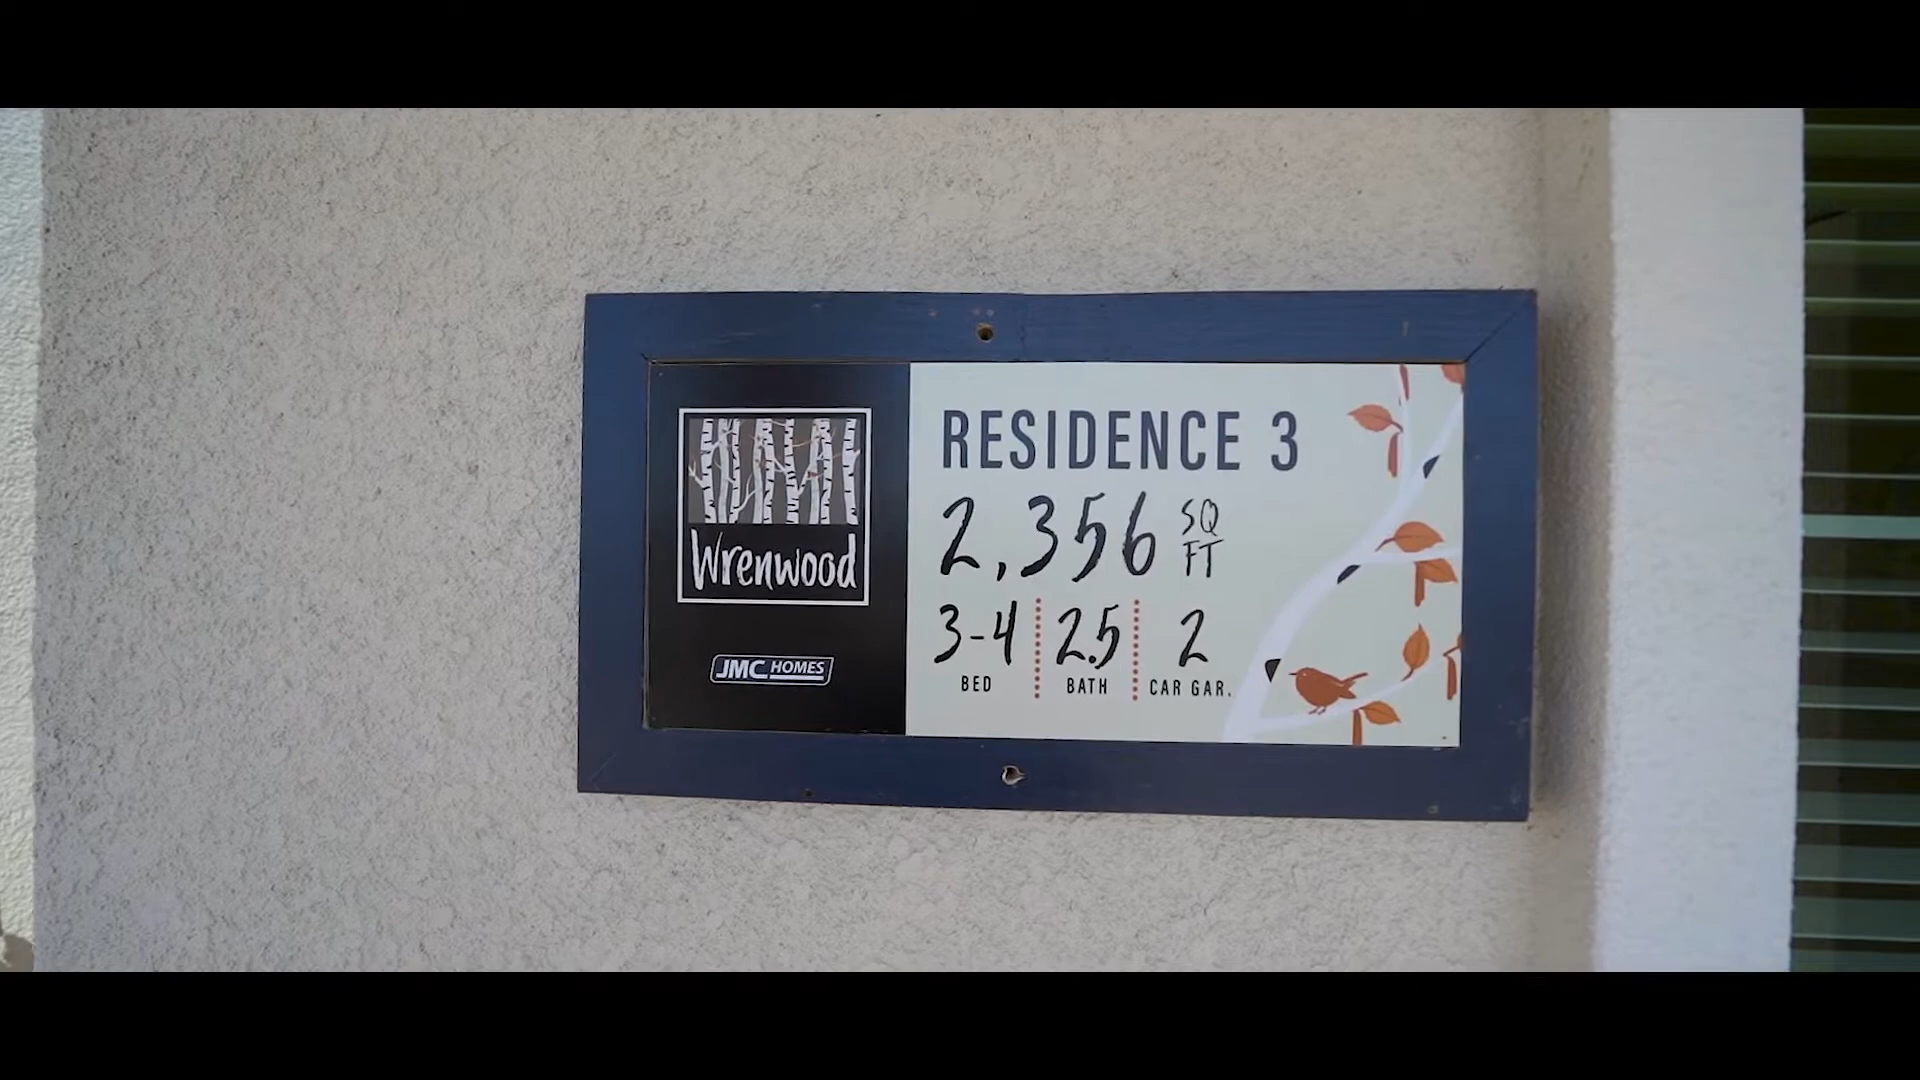 Wrenwood
JMC HOMES
RESIDENCE 3
2,356 SQ FT
3-4 2.5 2
BED BATH CAR GAR.